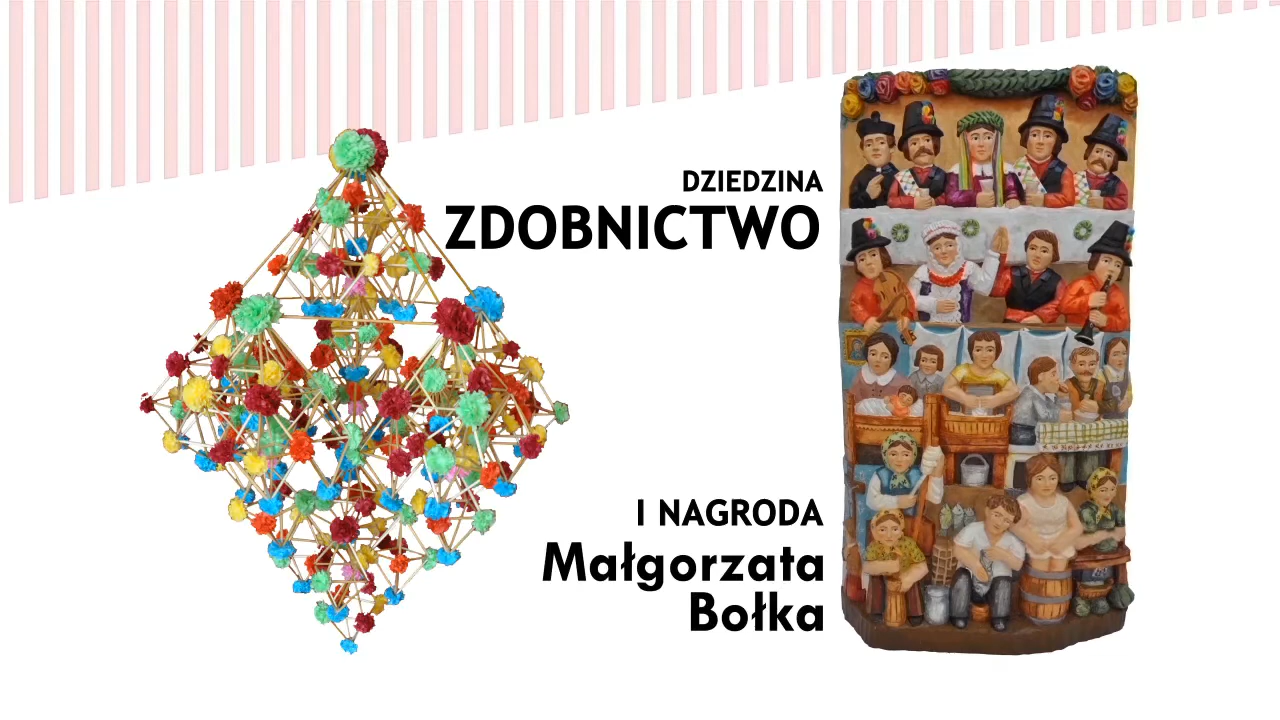 DZIEDZINA
ZDOBNICTWO
I NAGRODA
Małgorzata
Bołka